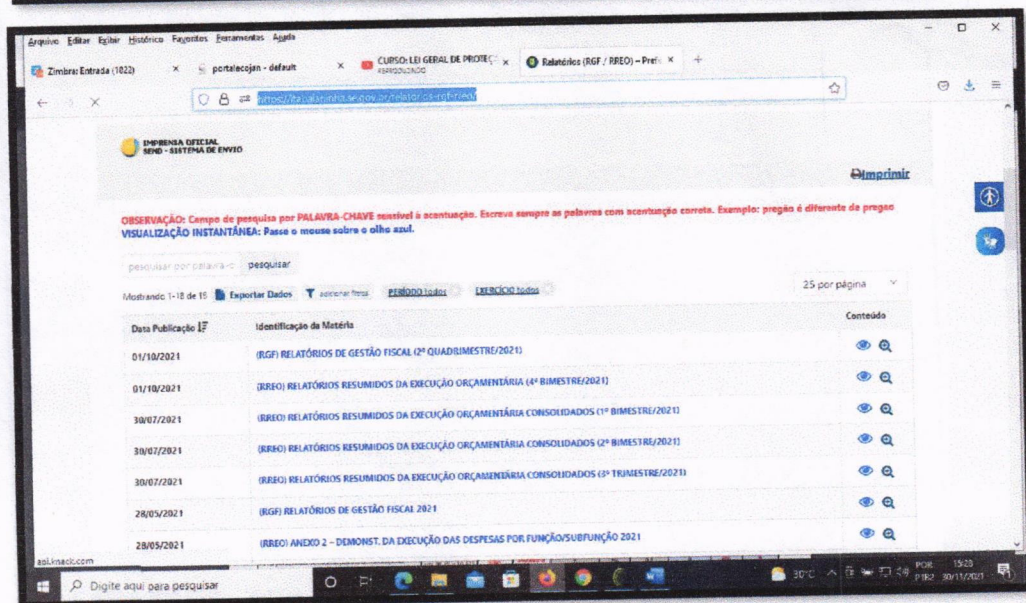 Arquivo Editar Exibir Histórico Favoritos Ferramentas Ajuda
Zimbra: Entrada (1022) × portalecojan - default × CURSO: LEI GERAL DE PROTEÇ × Relatórios (RGF / RREO) – Pref × +
IMPRENSA OFICIAL
SEND - SISTEMA DE ENVIO
Imprimir
OBSERVAÇÃO: Campo de pesquisa por PALAVRA-CHAVE sensível à acentuação. Escreva sempre as palavras com acentuação correta. Exemplo: pregão é diferente de pregao
VISUALIZAÇÃO INSTANTÂNEA: Passe o mouse sobre o olho azul.
pesquisar por palavra-c pesquisar
Mostrando 1-18 de 15 Exportar Dados adicionar filtros PERÍODO todos EXERCÍCIO todos 25 por página
Data Publicação Identificação da Matéria Conteúdo
01/10/2021 (RGF) RELATÓRIOS DE GESTÃO FISCAL (2º QUADRIMESTRE/2021)
01/10/2021 (RREO) RELATÓRIOS RESUMIDOS DA EXECUÇÃO ORÇAMENTÁRIA (4º BIMESTRE/2021)
30/07/2021 (RREO) RELATÓRIOS RESUMIDOS DA EXECUÇÃO ORÇAMENTÁRIA CONSOLIDADOS (1º BIMESTRE/2021)
30/07/2021 (RREO) RELATÓRIOS RESUMIDOS DA EXECUÇÃO ORÇAMENTÁRIA CONSOLIDADOS (2º BIMESTRE/2021)
30/07/2021 (RREO) RELATÓRIOS RESUMIDOS DA EXECUÇÃO ORÇAMENTÁRIA CONSOLIDADOS (3º TRIMESTRE/2021)
28/05/2021 (RGF) RELATÓRIOS DE GESTÃO FISCAL 2021
28/05/2021 (RREO) ANEXO 2 – DEMONST. DA EXECUÇÃO DAS DESPESAS POR FUNÇÃO/SUBFUNÇÃO 2021
api.knack.com
Digite aqui para pesquisar 30°C POR 15:28
PTB2 30/11/2021